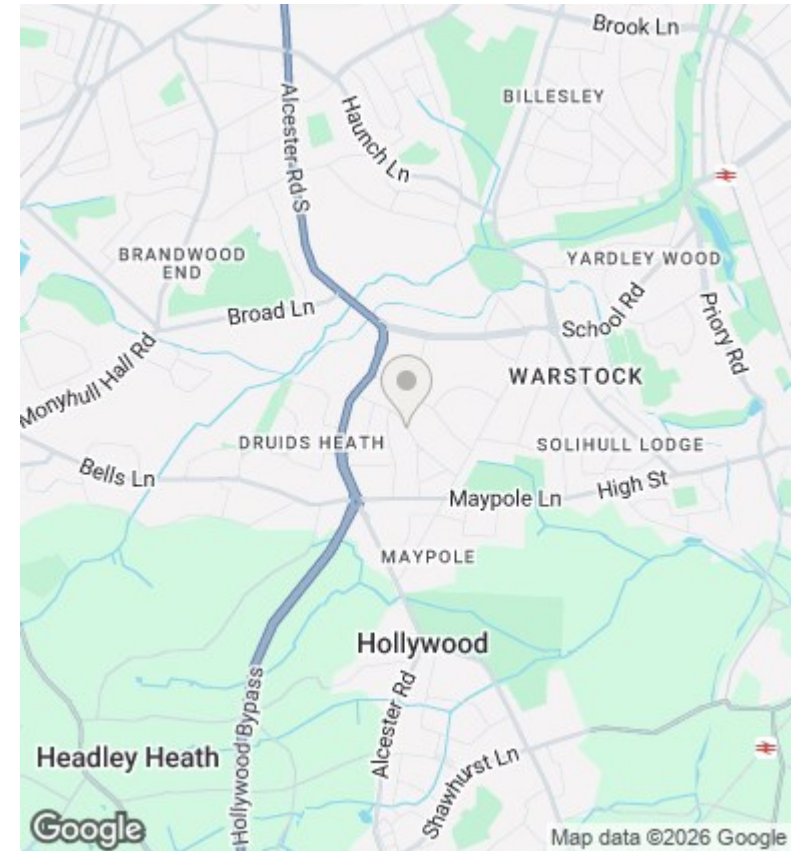 Brook Ln
BILLESLEY
Alcester Rd S
Haunch Ln
BRANDWOOD
END
YARDLEY WOOD
Broad Ln
School Rd
Priory Rd
Monyhull Hall Rd
WARSTOCK
DRUIDS HEATH
SOLIHULL LODGE
Bells Ln
Maypole Ln
High St
MAYPOLE
Hollywood
Hollywood Bypass
Alcester Rd
Shawhurst Ln
Headley Heath
Google
Map data ©2026 Google